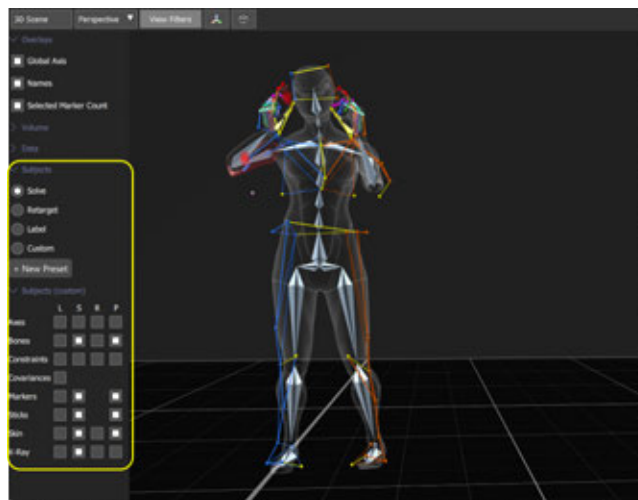 3D Scene Perspective View Filters
Overlays
Global Axis
Names
Selected Marker Count
Volume
Subjects
Solve
Retarget
Label
Custom
+ New Preset
Subjects (custom)
L S R P
Axes
Bones
Constraints
Covariances
Markers
Sticks
Skin
X-Ray